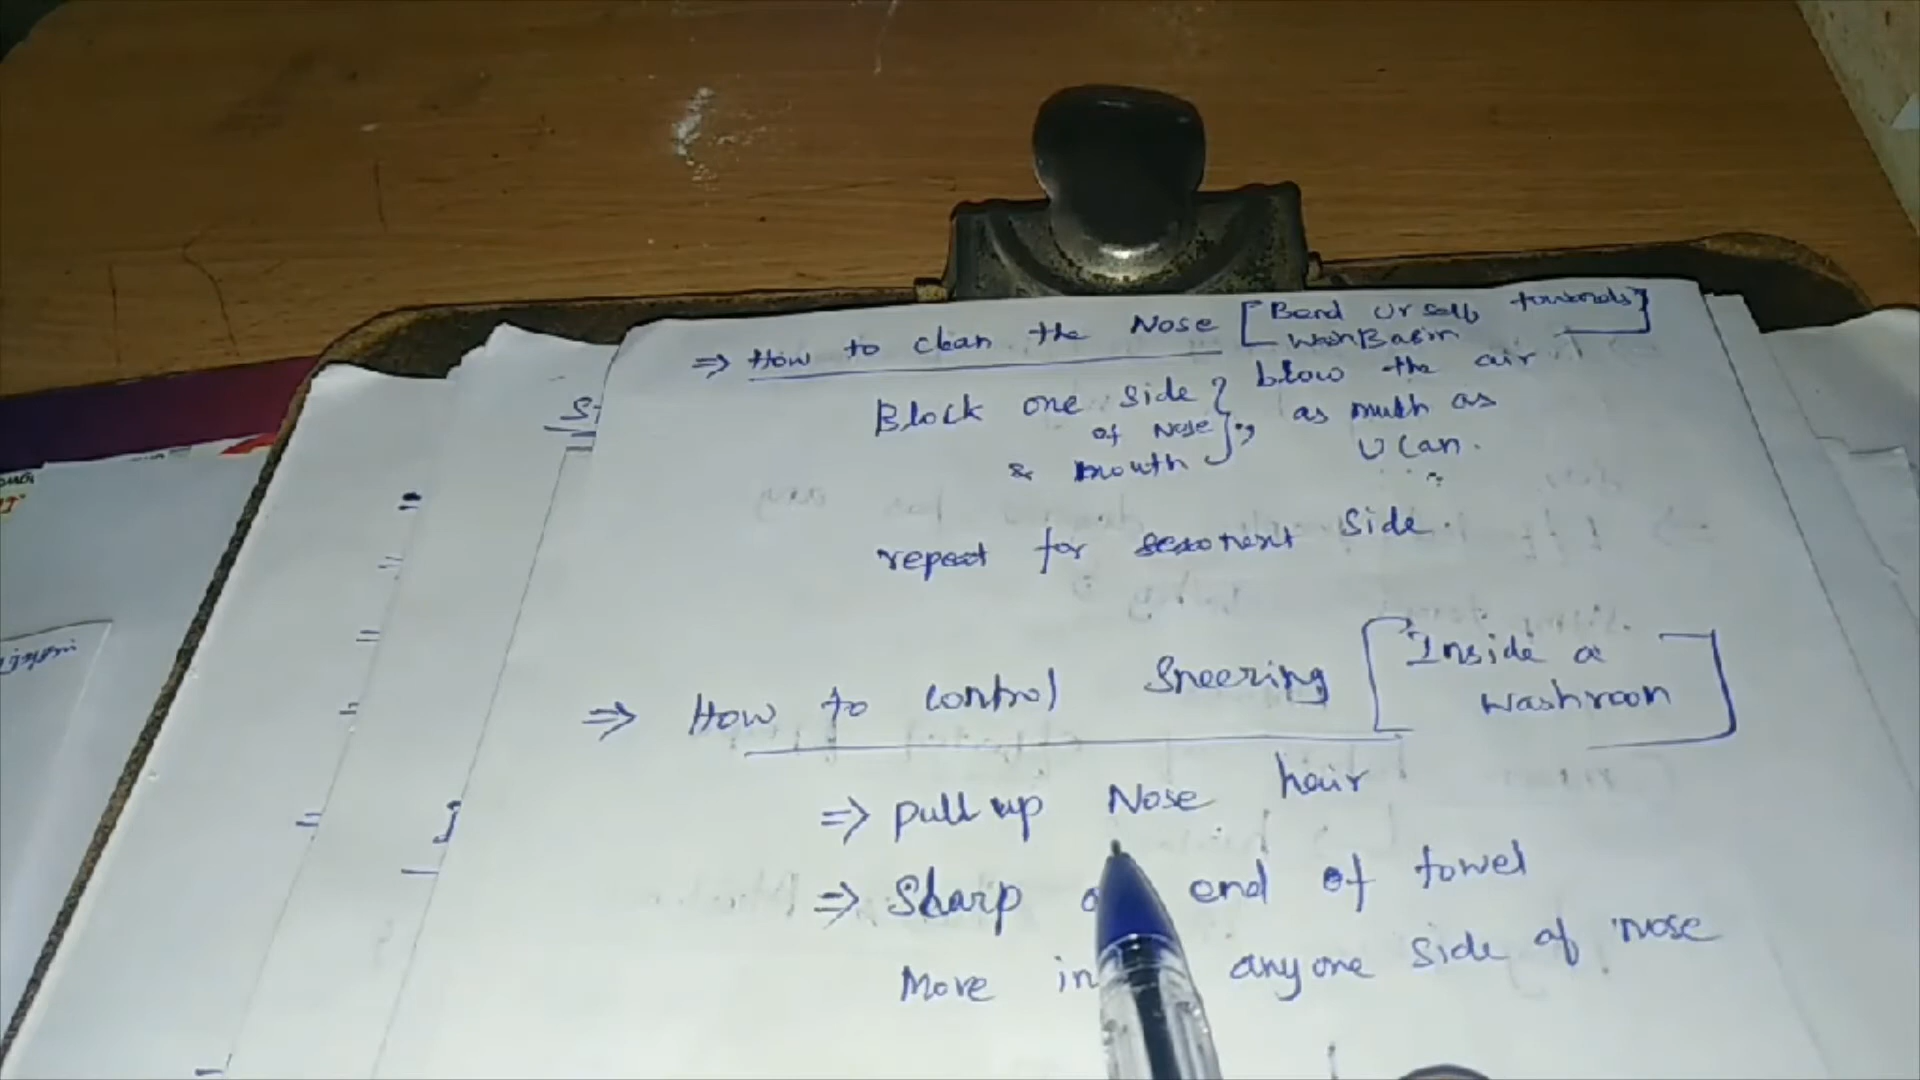 ⇒ How to clean the Nose [Bend Ur self towards
WashBasin]
Block one side } blow the air
of Nose as much as
& mouth U can.
repeat for next side.
⇒ How to control Sneezing [Inside a
washroom]
⇒ pull up Nose hair
⇒ Sharp end of towel
Move in anyone side of Nose